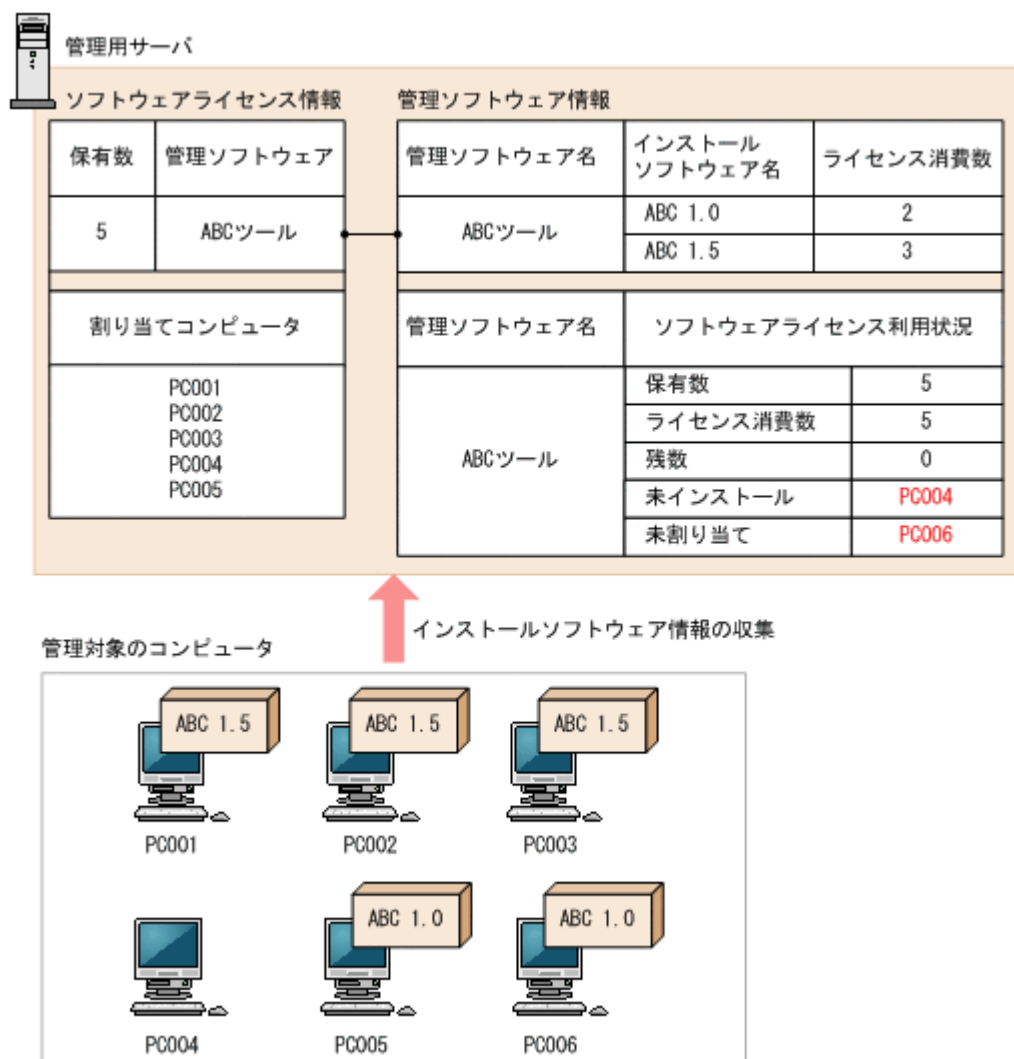 管理用サーバ
ソフトウェアライセンス情報
保有数 管理ソフトウェア
5 ABCツール
割り当てコンピュータ
PC001
PC002
PC003
PC004
PC005
管理ソフトウェア情報
管理ソフトウェア名 インストール
ソフトウェア名 ライセンス消費数
ABCツール
ABC 1.0 2
ABC 1.5 3
管理ソフトウェア名 ソフトウェアライセンス利用状況
ABCツール
保有数 5
ライセンス消費数 5
残数 0
未インストール PC004
未割り当て PC006
インストールソフトウェア情報の収集
管理対象のコンピュータ
ABC 1.5 ABC 1.5 ABC 1.5
PC001 PC002 PC003
ABC 1.0 ABC 1.0
PC004 PC005 PC006